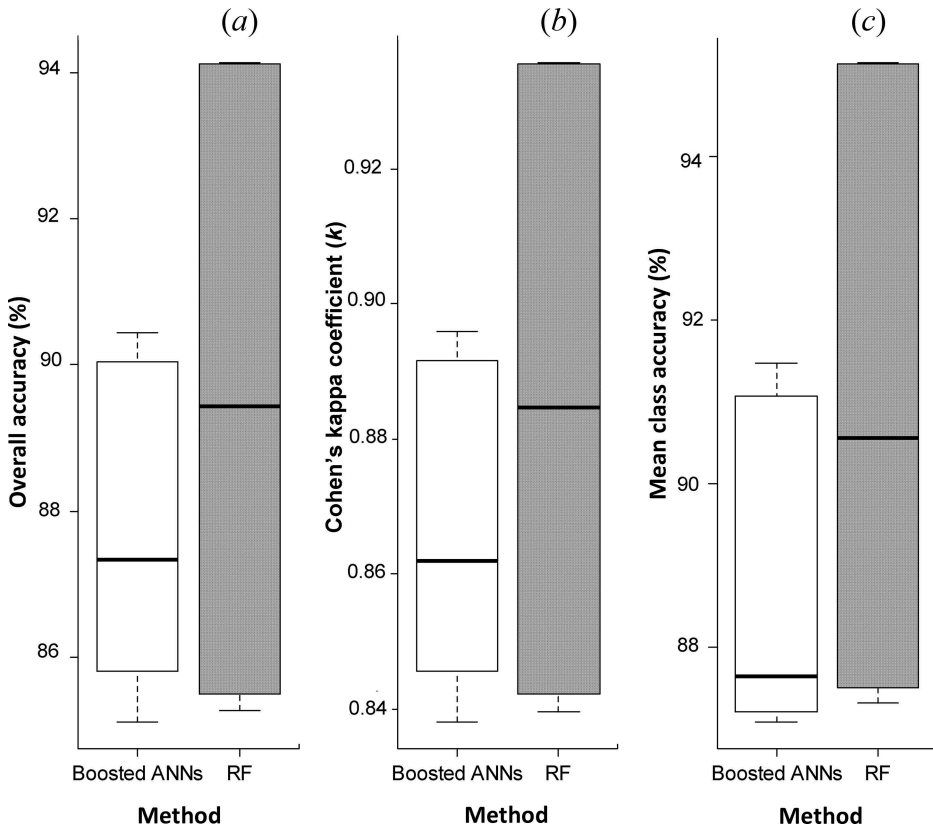 (a)
Overall accuracy (%)
94
92
90
88
86
Boosted ANNs RF
Method
(b)
Cohen's kappa coefficient (k)
0.92
0.90
0.88
0.86
0.84
Boosted ANNs RF
Method
(c)
Mean class accuracy (%)
94
92
90
88
Boosted ANNs RF
Method